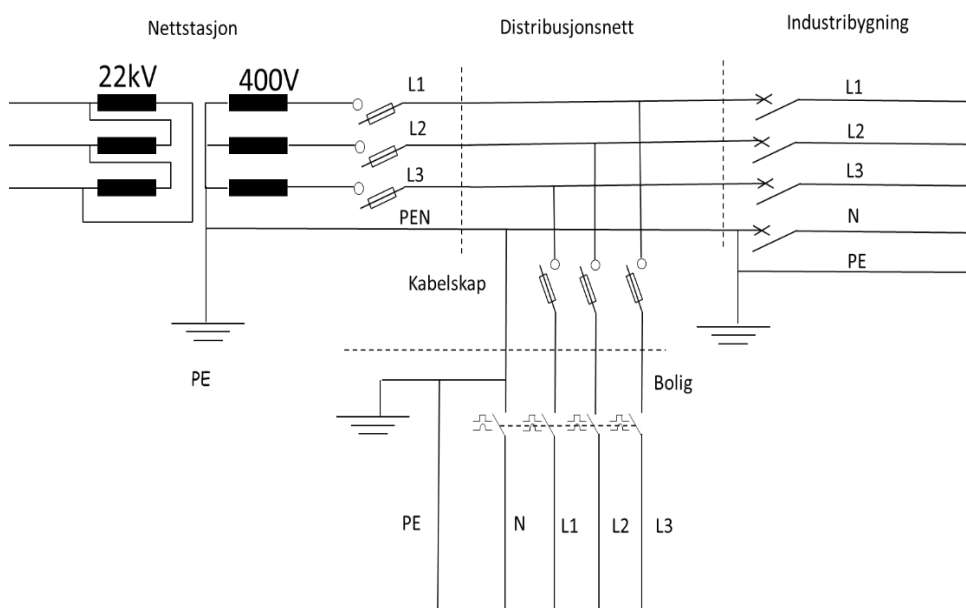 Nettstasjon
Distribusjonsnett
Industribygning
22kV
400V
L1
L2
L3
PEN
L1
L2
L3
N
PE
Kabelskap
PE
Bolig
PE
N
L1
L2
L3